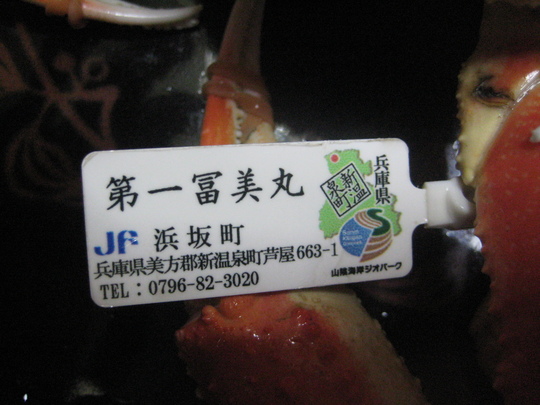 第一冨美丸
JF 浜坂町
兵庫県美方郡新温泉町芦屋663-1
TEL：0796-82-3020
兵庫県
新温泉町
山陰海岸ジオパーク